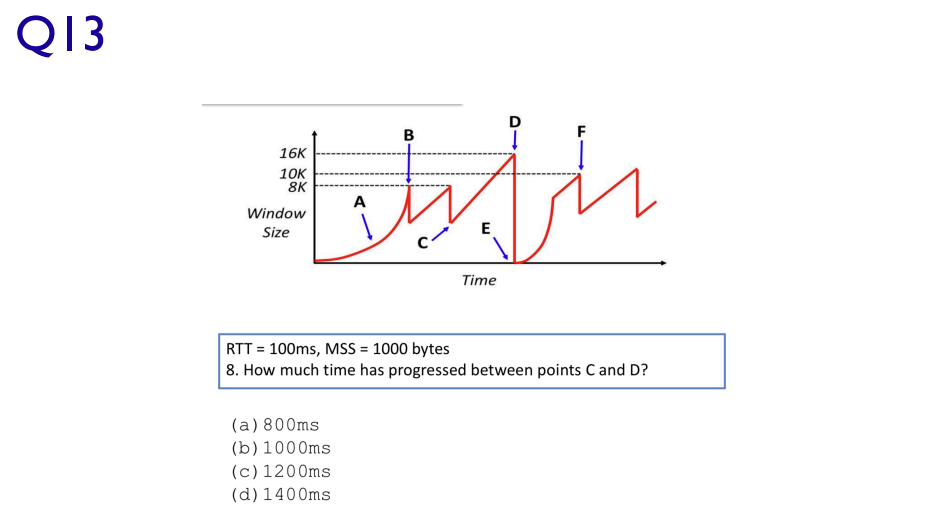 Q13
D
B
F
16K
10K
8K
A
Window
Size
E
C
Time
RTT = 100ms, MSS = 1000 bytes
8. How much time has progressed between points C and D?
(a)800ms
(b)1000ms
(c)1200ms
(d)1400ms